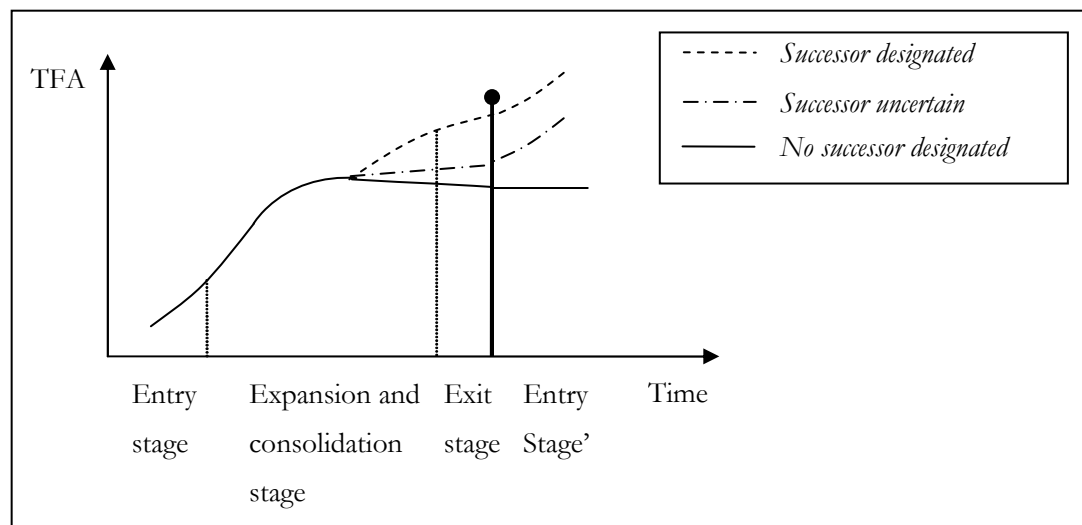 TFA
Successor designated
Successor uncertain
No successor designated
Entry stage
Expansion and consolidation stage
Exit stage
Entry Stage’
Time